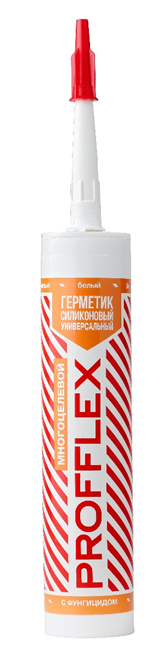 белый
ГЕРМЕТИК
СИЛИКОНОВЫЙ
УНИВЕРСАЛЬНЫЙ
МНОГОЦЕЛЕВОЙ
PROFFLEX
С ФУНГИЦИДОМ